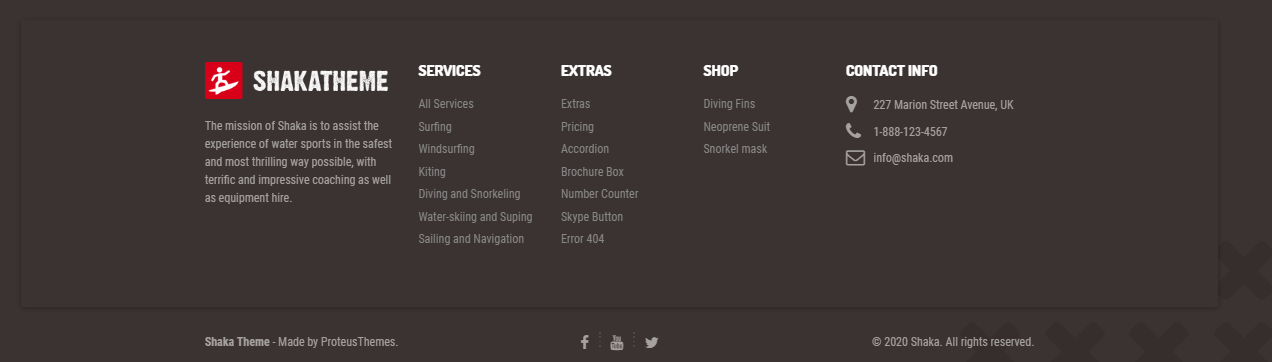 SHAKATHEME
The mission of Shaka is to assist the
experience of water sports in the safest
and most thrilling way possible, with
terrific and impressive coaching as well
as equipment hire.
SERVICES
All Services
Surfing
Windsurfing
Kiting
Diving and Snorkeling
Water-skiing and Suping
Sailing and Navigation
EXTRAS
Extras
Pricing
Accordion
Brochure Box
Number Counter
Skype Button
Error 404
SHOP
Diving Fins
Neoprene Suit
Snorkel mask
CONTACT INFO
227 Marion Street Avenue, UK
1-888-123-4567
info@shaka.com
Shaka Theme - Made by ProteusThemes.
You
Tube
© 2020 Shaka. All rights reserved.